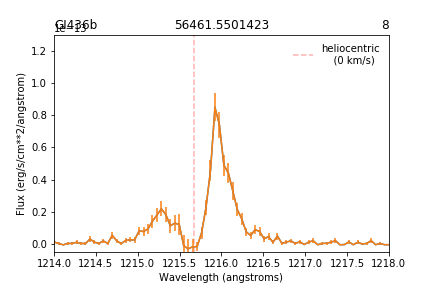 GJ436b 56461.5501423 8
1e−13
heliocentric
(0 km/s)
1.2
1.0
0.8
0.6
0.4
0.2
0.0
Flux (erg/s/cm**2/angstrom)
1214.0 1214.5 1215.0 1215.5 1216.0 1216.5 1217.0 1217.5 1218.0
Wavelength (angstroms)